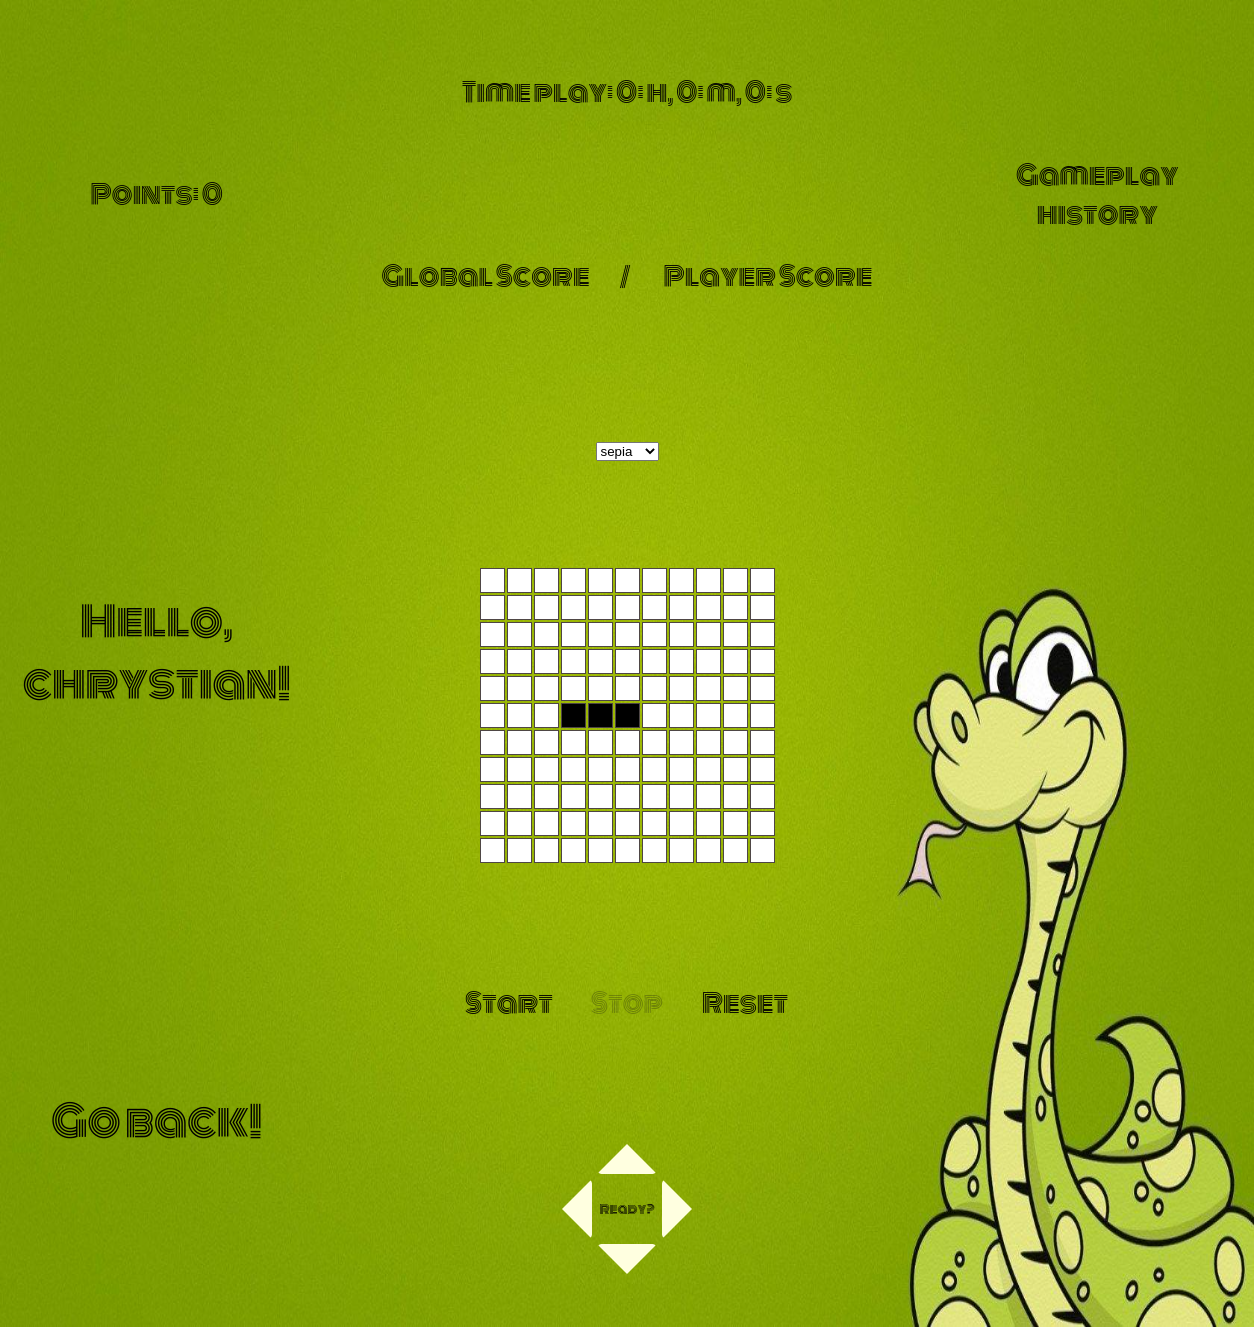 Timeplay: 0: h, 0: m, 0: s
Points: 0
Gameplay
history
Global Score / Player Score
sepia
Hello,
chrystian!
Start Stop Reset
Go back!
Ready?